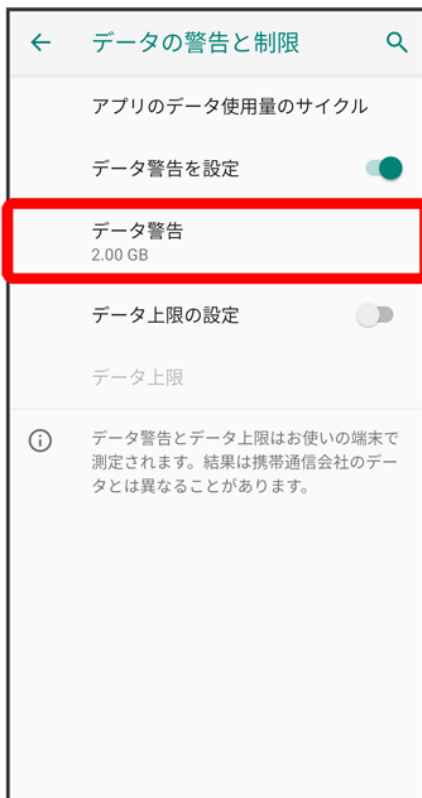 データの警告と制限
アプリのデータ使用量のサイクル
データ警告を設定
データ警告
2.00 GB
データ上限の設定
データ上限
データ警告とデータ上限はお使いの端末で
測定されます。結果は携帯通信会社のデー
タとは異なることがあります。